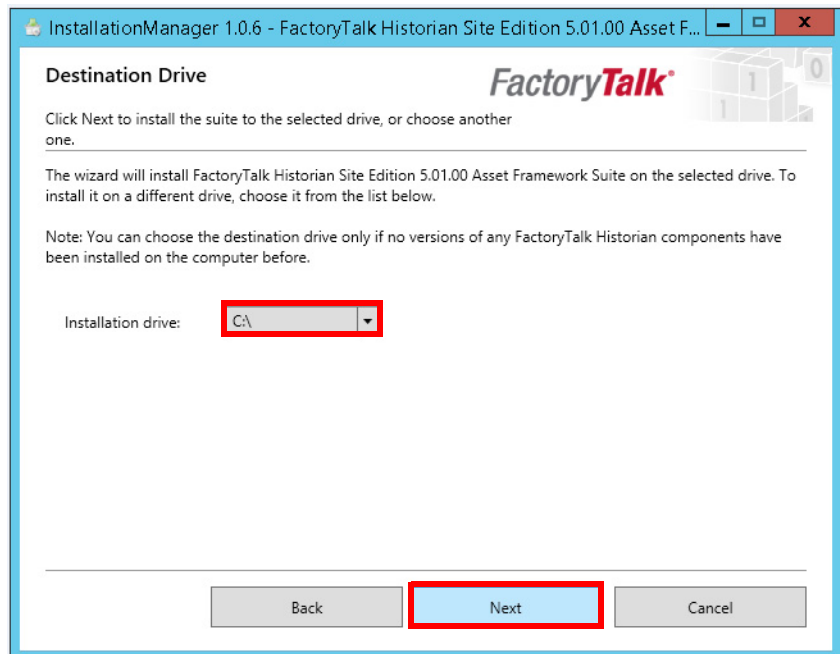 InstallationManager 1.0.6 - FactoryTalk Historian Site Edition 5.01.00 Asset F...
Destination Drive
FactoryTalk
Click Next to install the suite to the selected drive, or choose another
one.
0
1
1
The wizard will install FactoryTalk Historian Site Edition 5.01.00 Asset Framework Suite on the selected drive. To
install it on a different drive, choose it from the list below.
Note: You can choose the destination drive only if no versions of any FactoryTalk Historian components have
been installed on the computer before.
Installation drive: C:\
Back Next Cancel